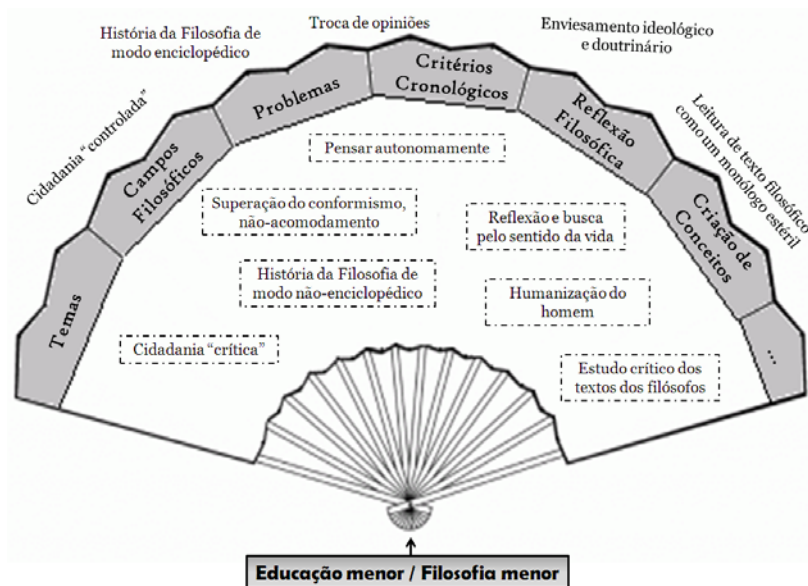 História da Filosofia de
modo enciclopédico
Troca de opiniões
Enviesamento ideológico
e doutrinário
Cidadania “controlada”
Leitura de texto filosófico
como um monólogo estéril
Temas
Campos
Filosóficos
Problemas
Critérios
Cronológicos
Reflexão
Filosófica
Criação de
Conceitos
...
Pensar autonomamente
Superação do conformismo,
não-acomodamento
Reflexão e busca
pelo sentido da vida
História da Filosofia de
modo não-enciclopédico
Humanização do
homem
Cidadania “crítica”
Estudo crítico dos
textos dos filósofos
Educação menor / Filosofia menor